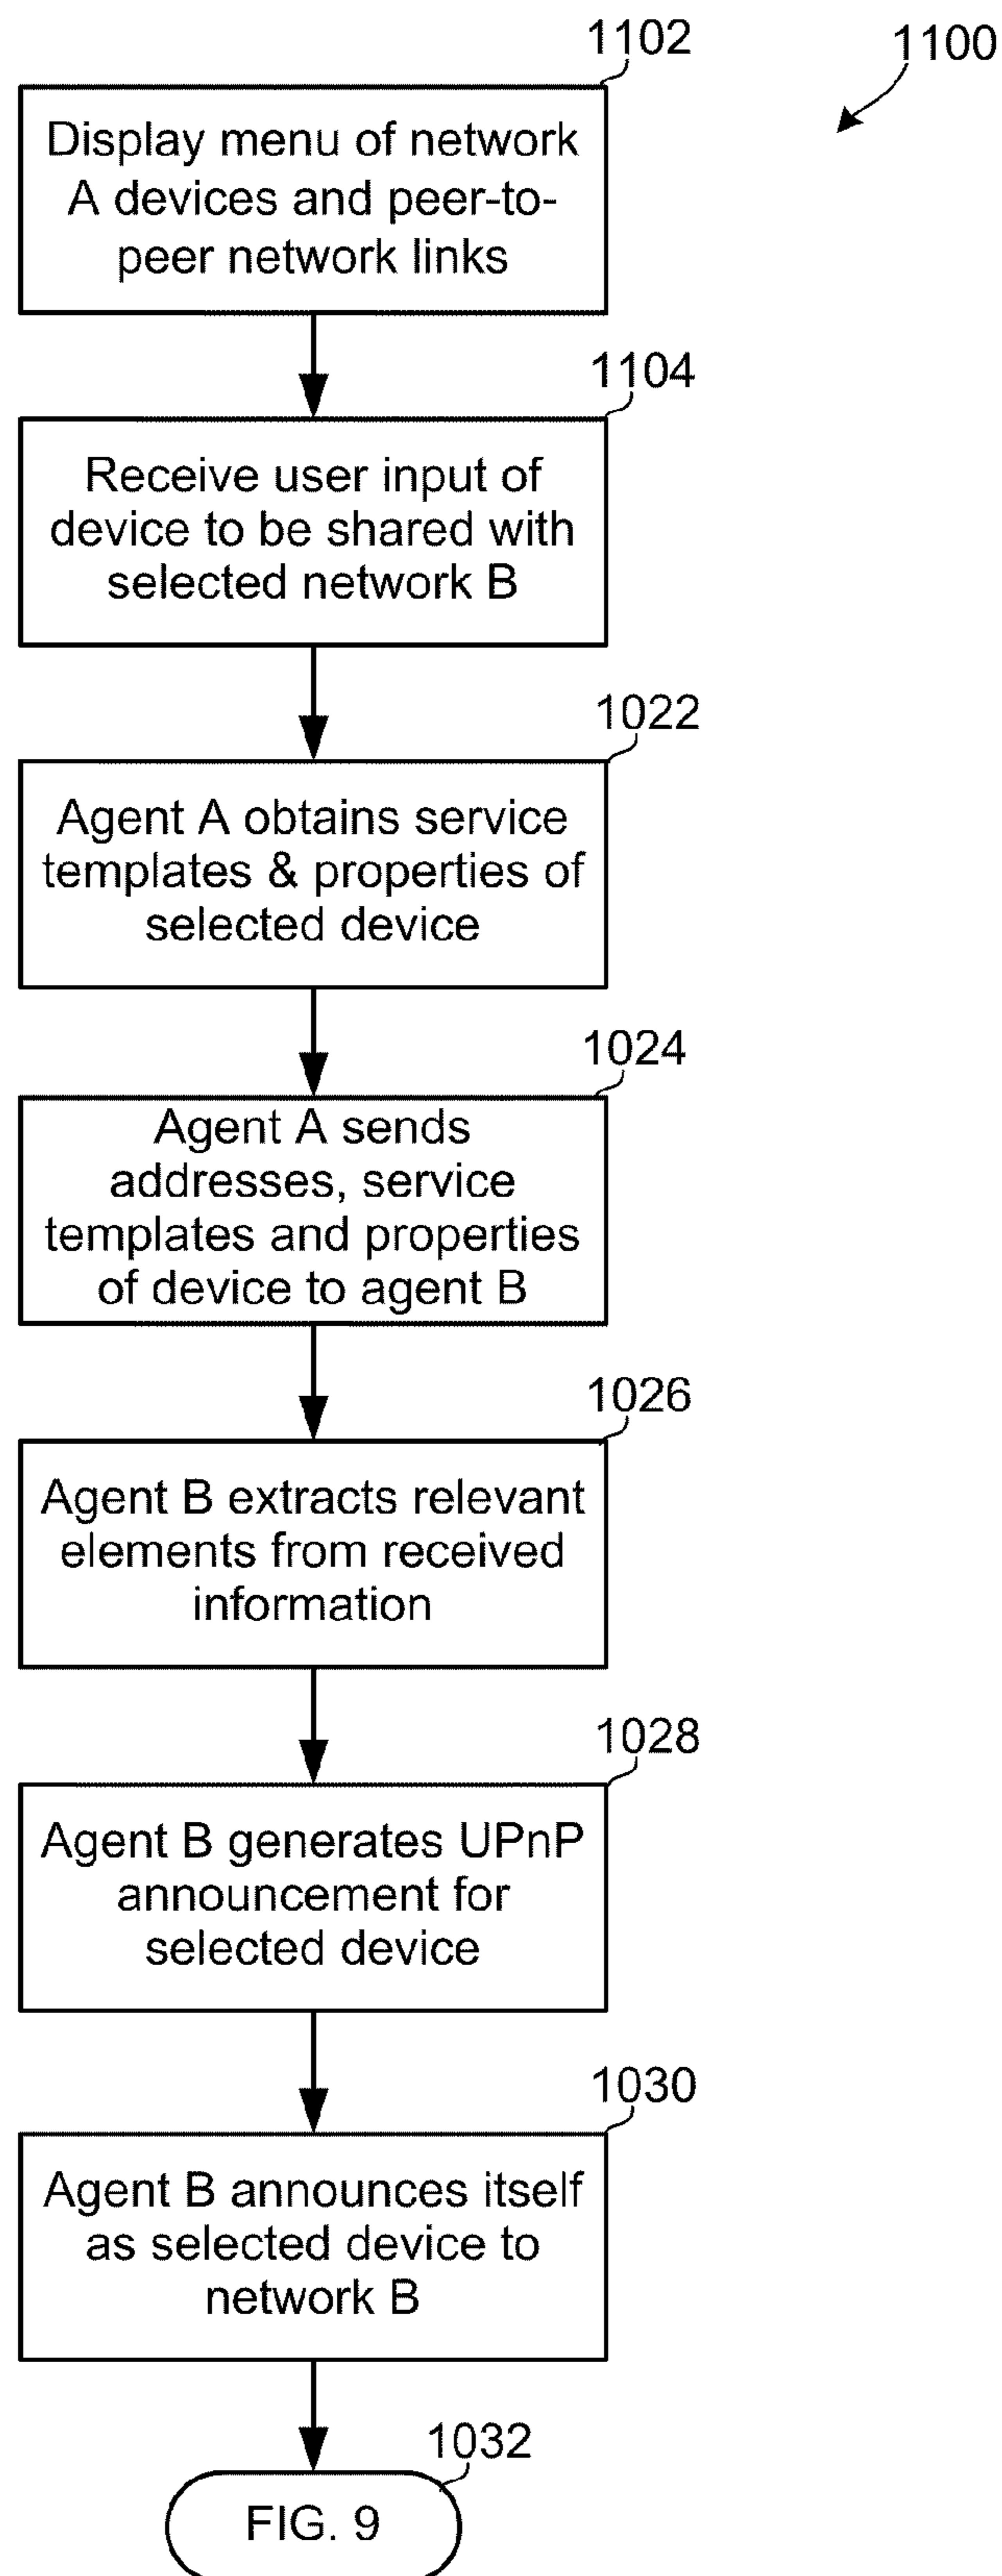 1102
1100
Display menu of network
A devices and peer-to-
peer network links
1104
Receive user input of
device to be shared with
selected network B
1022
Agent A obtains service
templates & properties of
selected device
1024
Agent A sends
addresses, service
templates and properties
of device to agent B
1026
Agent B extracts relevant
elements from received
information
1028
Agent B generates UPnP
announcement for
selected device
1030
Agent B announces itself
as selected device to
network B
1032
FIG. 9